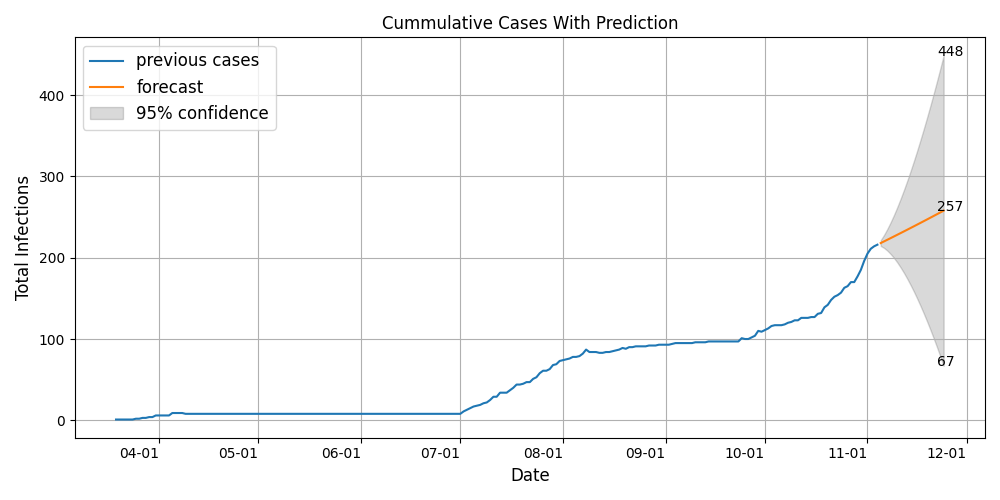 Cummulative Cases With Prediction
previous cases
forecast
95% confidence
448
257
67
Total Infections
400
300
200
100
0
04-01
05-01
06-01
07-01
08-01
09-01
10-01
11-01
12-01
Date